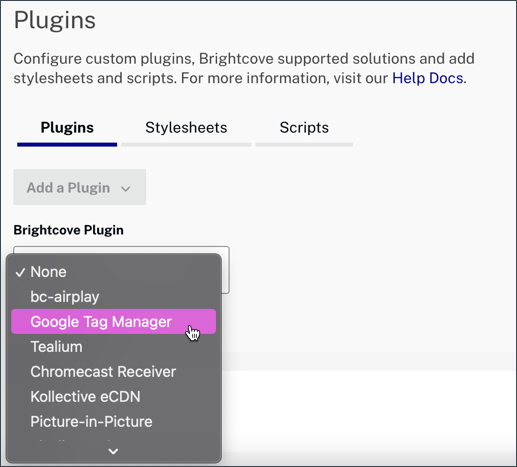 Plugins
Configure custom plugins, Brightcove supported solutions and add
stylesheets and scripts. For more information, visit our Help Docs.
Plugins Stylesheets Scripts
Add a Plugin
Brightcove Plugin
✓ None
bc-airplay
Google Tag Manager
Tealium
Chromecast Receiver
Kollective eCDN
Picture-in-Picture